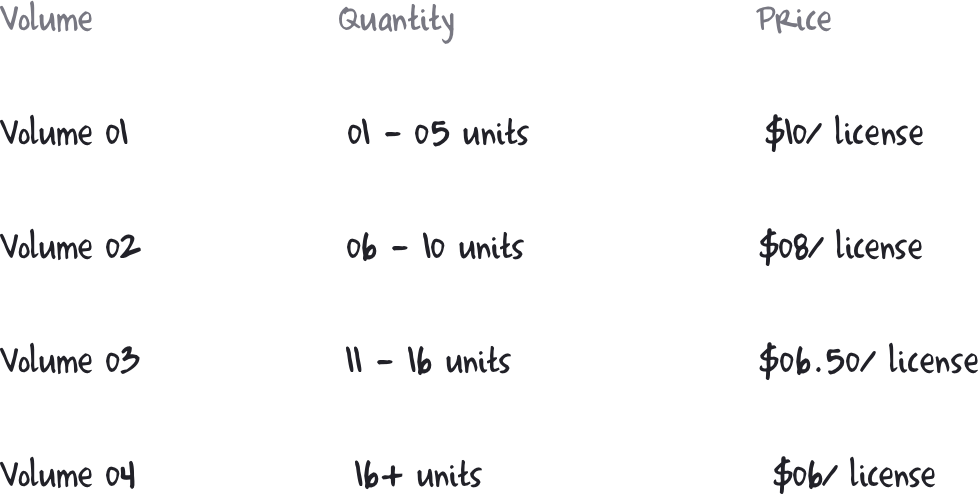 Volume Quantity Price
Volume 01 01 - 05 units $10/ license
Volume 02 06 - 10 units $08/ license
Volume 03 11 - 16 units $06.50/ license
Volume 04 16+ units $06/ license